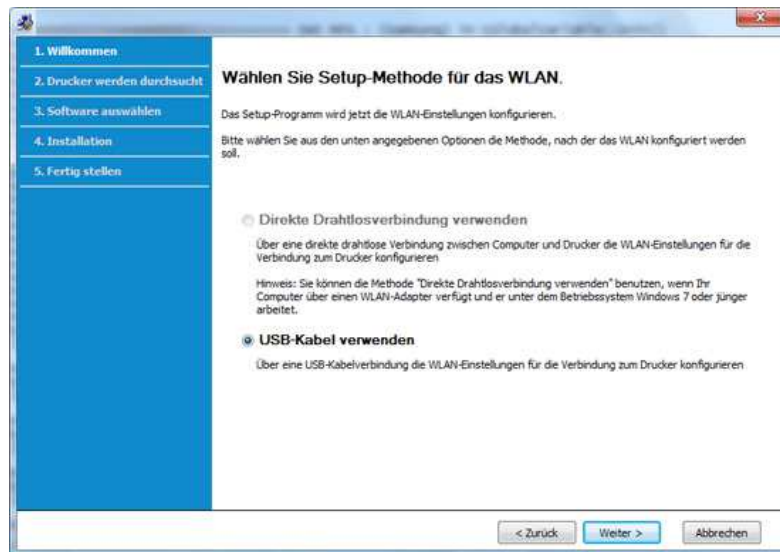 1. Willkommen
2. Drucker werden durchsucht
3. Software auswählen
4. Installation
5. Fertig stellen
Wählen Sie Setup-Methode für das WLAN.
Das Setup-Programm wird jetzt die WLAN-Einstellungen konfigurieren.
Bitte wählen Sie aus den unten angegebenen Optionen die Methode, nach der das WLAN konfiguriert werden
soll.
Direkte Drahtlosverbindung verwenden
Über eine direkte drahtlose Verbindung zwischen Computer und Drucker die WLAN-Einstellungen für die
Verbindung zum Drucker konfigurieren
Hinweis: Sie können die Methode "Direkte Drahtlosverbindung verwenden" benutzen, wenn Ihr
Computer über einen WLAN-Adapter verfügt und er unter dem Betriebssystem Windows 7 oder jünger
arbeitet.
USB-Kabel verwenden
Über eine USB-Kabelverbindung die WLAN-Einstellungen für die Verbindung zum Drucker konfigurieren
< Zurück
Weiter >
Abbrechen